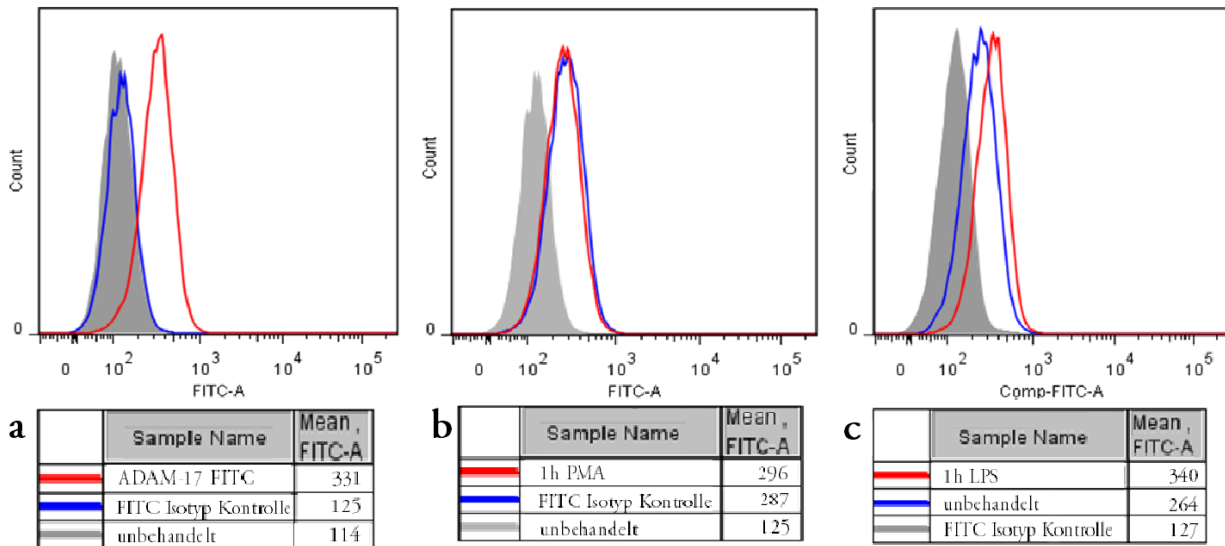 Count
0
0 10^2 10^3 10^4 10^5
FITC-A
Count
0
0 10^2 10^3 10^4 10^5
FITC-A
Count
0
0 10^2 10^3 10^4 10^5
Comp-FITC-A
a
Sample Name Mean, FITC-A
ADAM-17 FITC 331
FITC Isotyp Kontrolle 125
unbehandelt 114
b
Sample Name Mean, FITC-A
1h PMA 296
FITC Isotyp Kontrolle 287
unbehandelt 125
c
Sample Name Mean, FITC-A
1h LPS 340
unbehandelt 264
FITC Isotyp Kontrolle 127